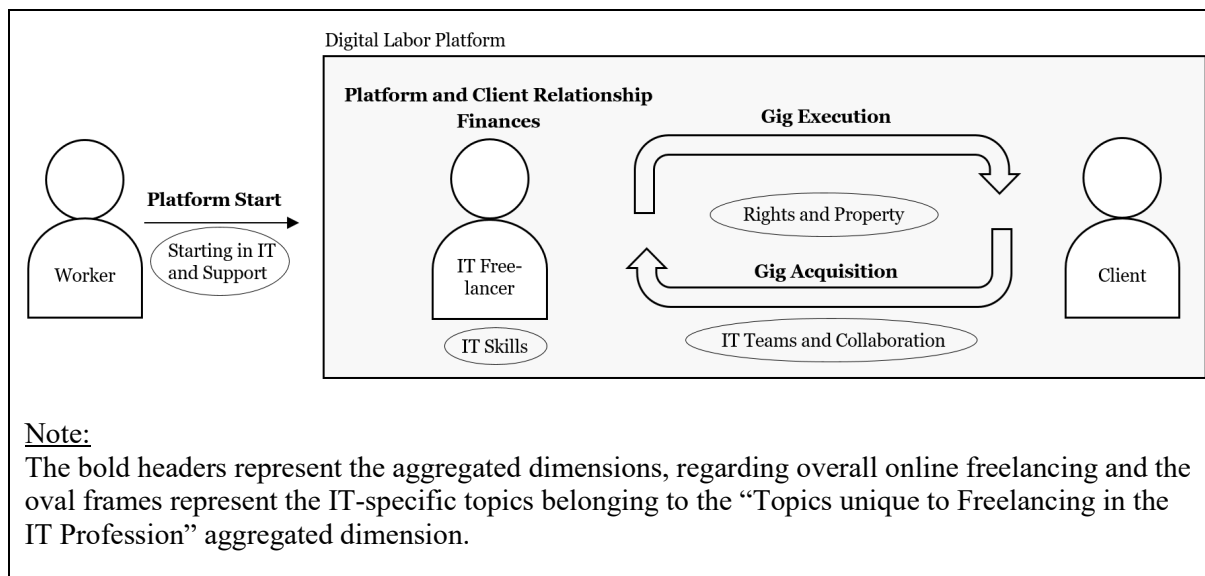 Digital Labor Platform
Platform and Client Relationship
Finances
Gig Execution
Platform Start
Rights and Property
Starting in IT
and Support
Worker
IT Free-
lancer
Gig Acquisition
Client
IT Skills
IT Teams and Collaboration
Note:
The bold headers represent the aggregated dimensions, regarding overall online freelancing and the
oval frames represent the IT-specific topics belonging to the “Topics unique to Freelancing in the
IT Profession” aggregated dimension.